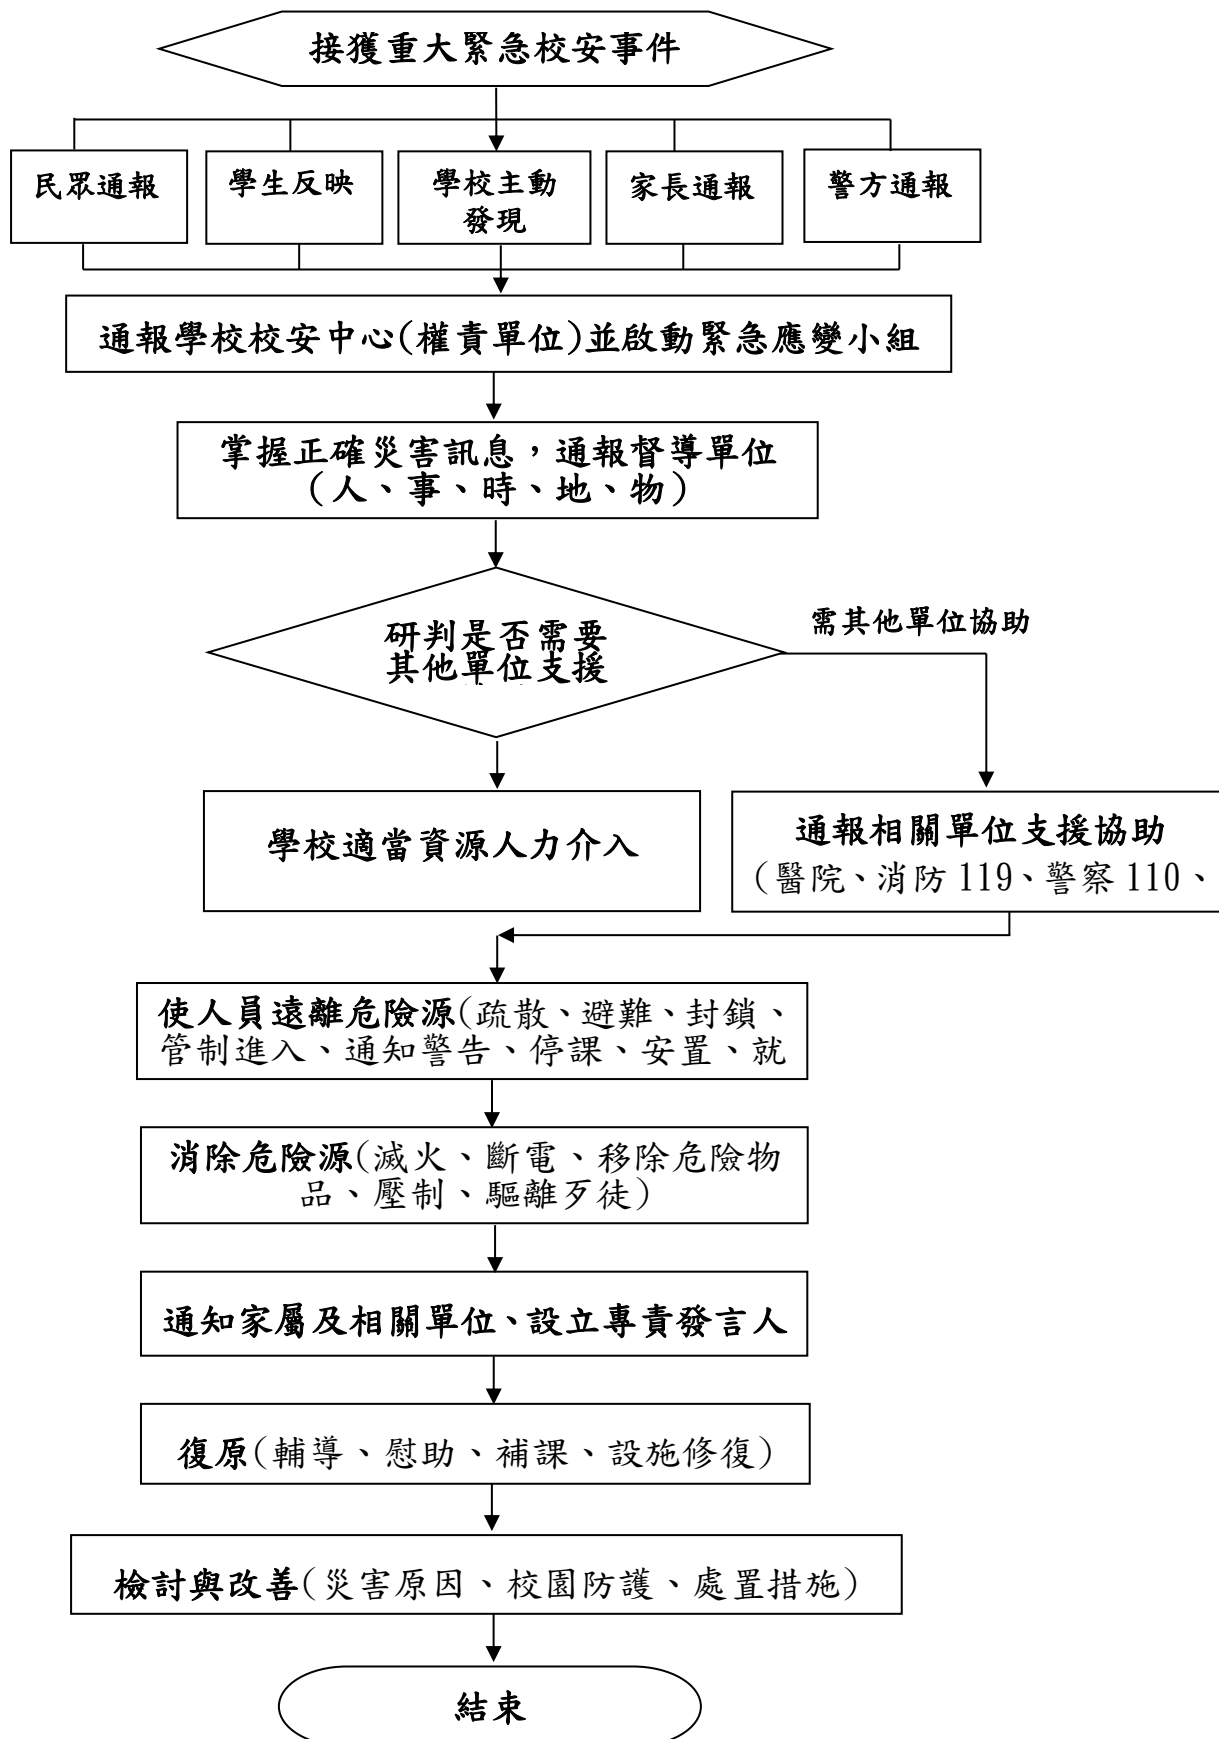 接獲重大緊急校安事件
民眾通報
學生反映
學校主動
發現
家長通報
警方通報
通報學校校安中心(權責單位)並啟動緊急應變小組
掌握正確災害訊息，通報督導單位
（人、事、時、地、物）
研判是否需要
其他單位支援
需其他單位協助
學校適當資源人力介入
通報相關單位支援協助
（醫院、消防 119、警察 110、
使人員遠離危險源(疏散、避難、封鎖、
管制進入、通知警告、停課、安置、就
消除危險源(滅火、斷電、移除危險物
品、壓制、驅離歹徒)
通知家屬及相關單位、設立專責發言人
復原(輔導、慰助、補課、設施修復)
檢討與改善(災害原因、校園防護、處置措施)
結束